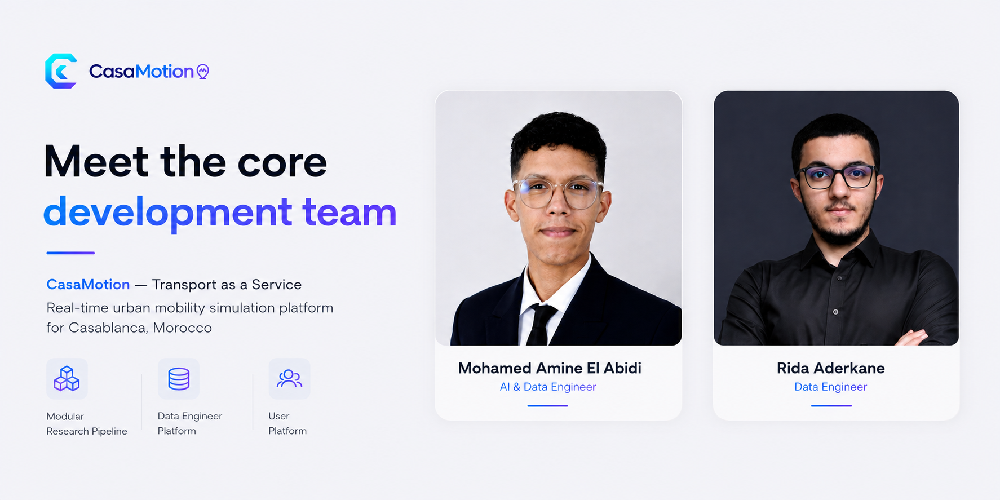 CasaMotion
Meet the core
development team
CasaMotion — Transport as a Service
Real-time urban mobility simulation platform
for Casablanca, Morocco
Modular
Research Pipeline
Data Engineer
Platform
User
Platform
Mohamed Amine El Abidi
AI & Data Engineer
Rida Aderkane
Data Engineer